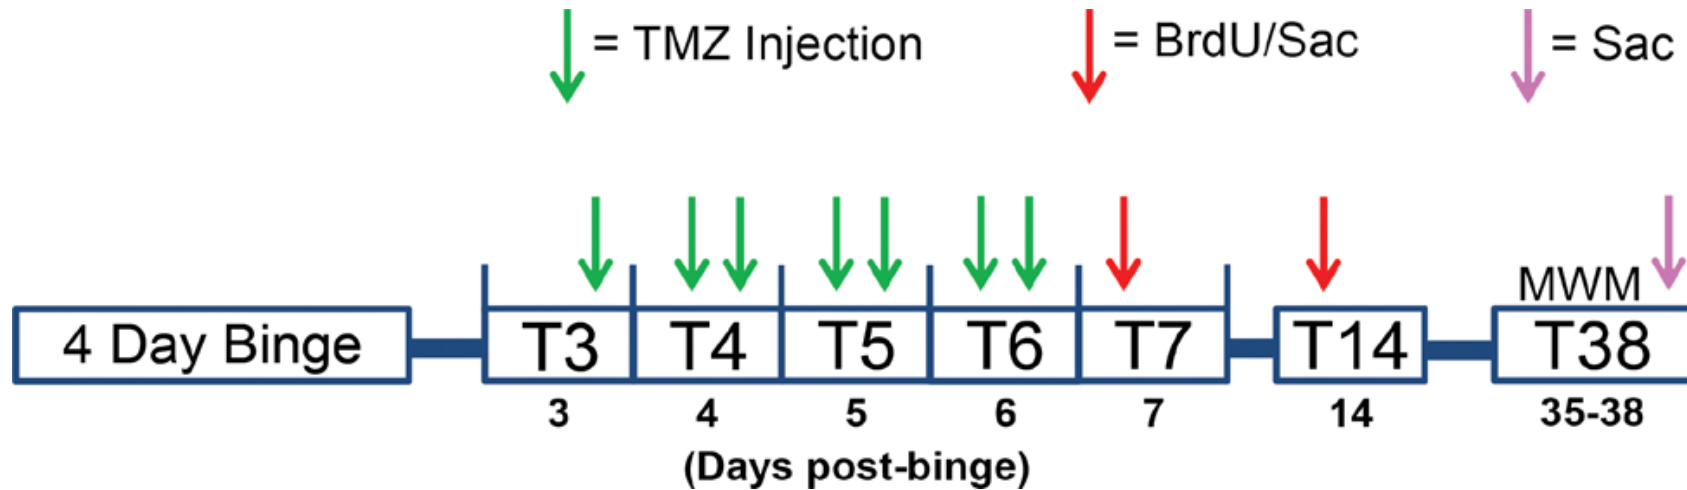 = TMZ Injection = BrdU/Sac = Sac
MWM
4 Day Binge T3 T4 T5 T6 T7 T14 T38
3 4 5 6 7 14 35-38
(Days post-binge)